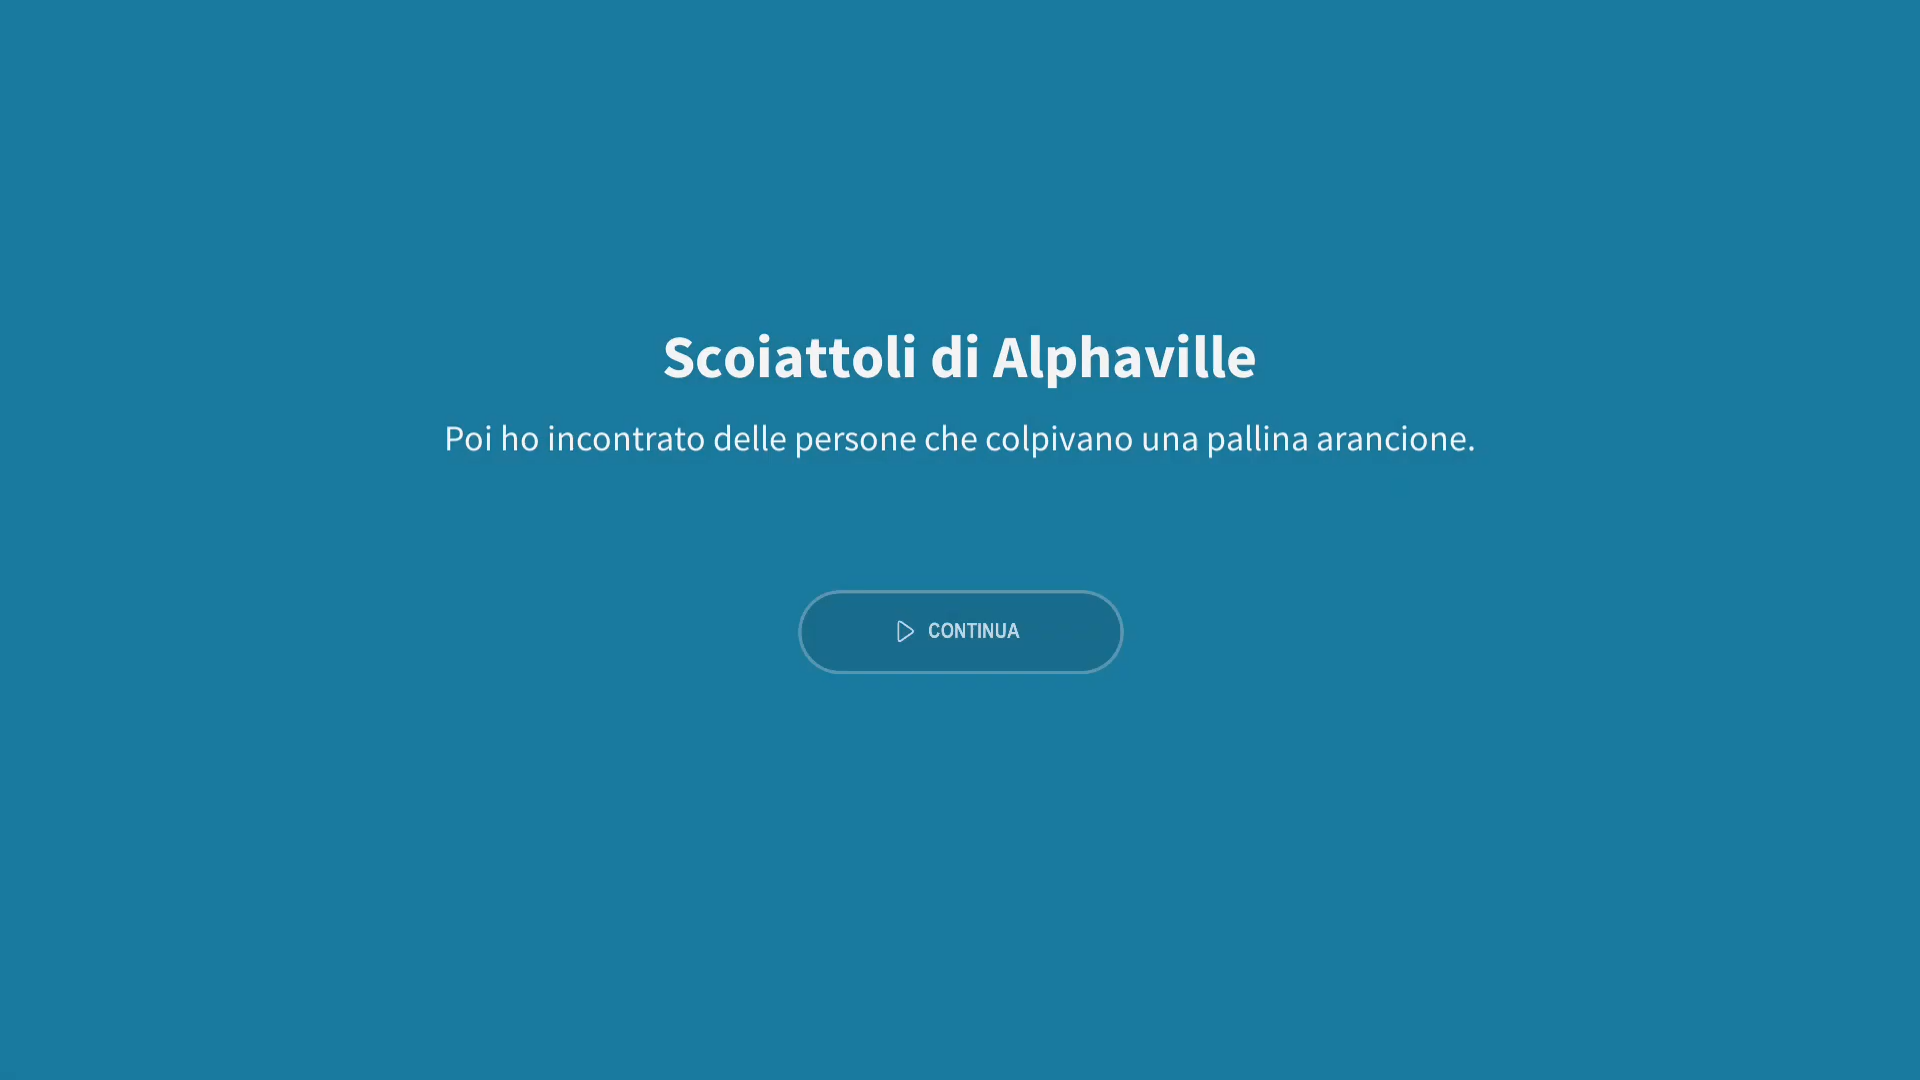 Scoiattoli di Alphaville
Poi ho incontrato delle persone che colpivano una pallina arancione.
CONTINUA